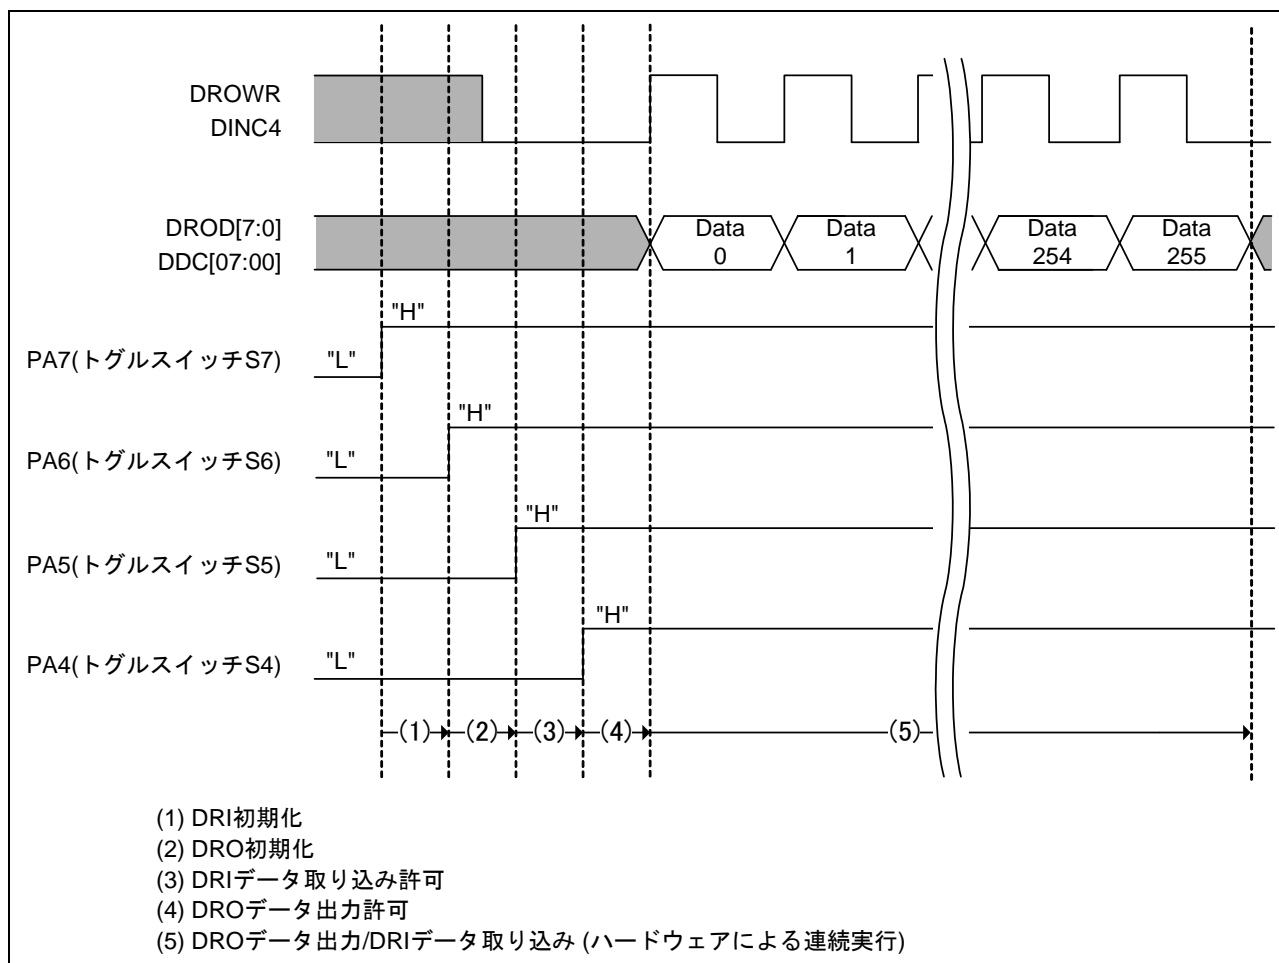 DROWR
DINC4
DROD[7:0]
DDC[07:00]
Data
0
Data
1
Data
254
Data
255
"H"
PA7(トグルスイッチS7)
"L"
"H"
PA6(トグルスイッチS6)
"L"
"H"
PA5(トグルスイッチS5)
"L"
"H"
PA4(トグルスイッチS4)
"L"
(1) (2) (3) (4) (5)
(1) DRI初期化
(2) DRO初期化
(3) DRIデータ取り込み許可
(4) DROデータ出力許可
(5) DROデータ出力/DRIデータ取り込み (ハードウェアによる連続実行)